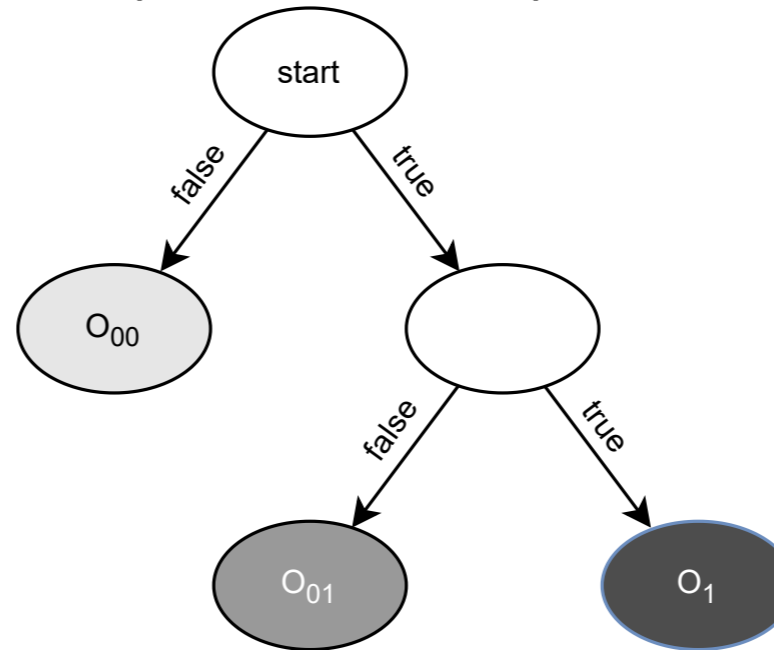 start
false
true
O₀₀
false
true
O₀₁
O₁